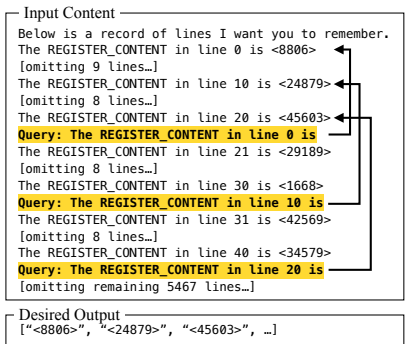 Input Content
Below is a record of lines I want you to remember.
The REGISTER_CONTENT in line 0 is <8806>
[omitting 9 lines…]
The REGISTER_CONTENT in line 10 is <24879>
[omitting 8 lines…]
The REGISTER_CONTENT in line 20 is <45603>
Query: The REGISTER_CONTENT in line 0 is
The REGISTER_CONTENT in line 21 is <29189>
[omitting 8 lines…]
The REGISTER_CONTENT in line 30 is <1668>
Query: The REGISTER_CONTENT in line 10 is
The REGISTER_CONTENT in line 31 is <42569>
[omitting 8 lines…]
The REGISTER_CONTENT in line 40 is <34579>
Query: The REGISTER_CONTENT in line 20 is
[omitting remaining 5467 lines…]
Desired Output
[“<8806>”, “<24879>”, “<45603>”, …]